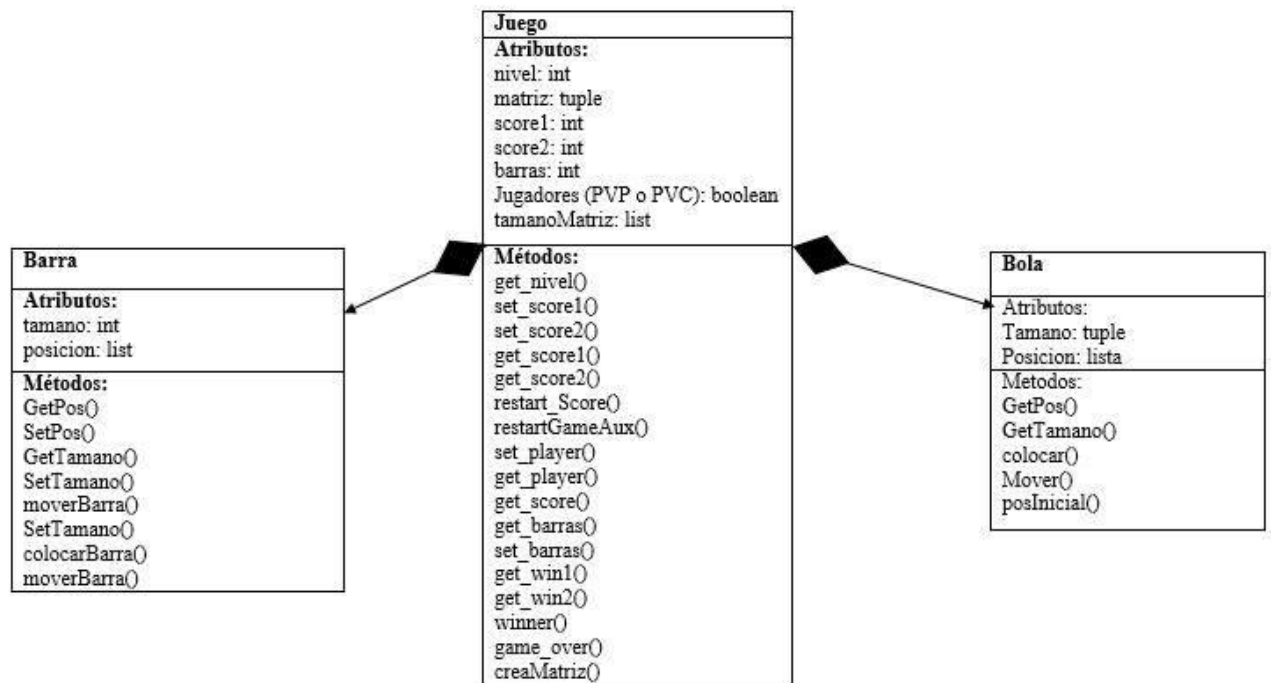 Juego
Atributos:
nivel: int
matriz: tuple
score1: int
score2: int
barras: int
Jugadores (PVP o PVC): boolean
tamanoMatriz: list
Métodos:
get_nivel()
set_score1()
set_score2()
get_score1()
get_score2()
restart_Score()
restartGameAux()
set_player()
get_player()
get_score()
get_barras()
set_barras()
get_win1()
get_win2()
winner()
game_over()
creaMatriz()
Barra
Atributos:
tamano: int
posicion: list
Métodos:
GetPos()
SetPos()
GetTamano()
SetTamano()
moverBarra()
SetTamano()
colocarBarra()
moverBarra()
Bola
Atributos:
Tamano: tuple
Posicion: lista
Metodos:
GetPos()
GetTamano()
colocar()
Mover()
posInicial()